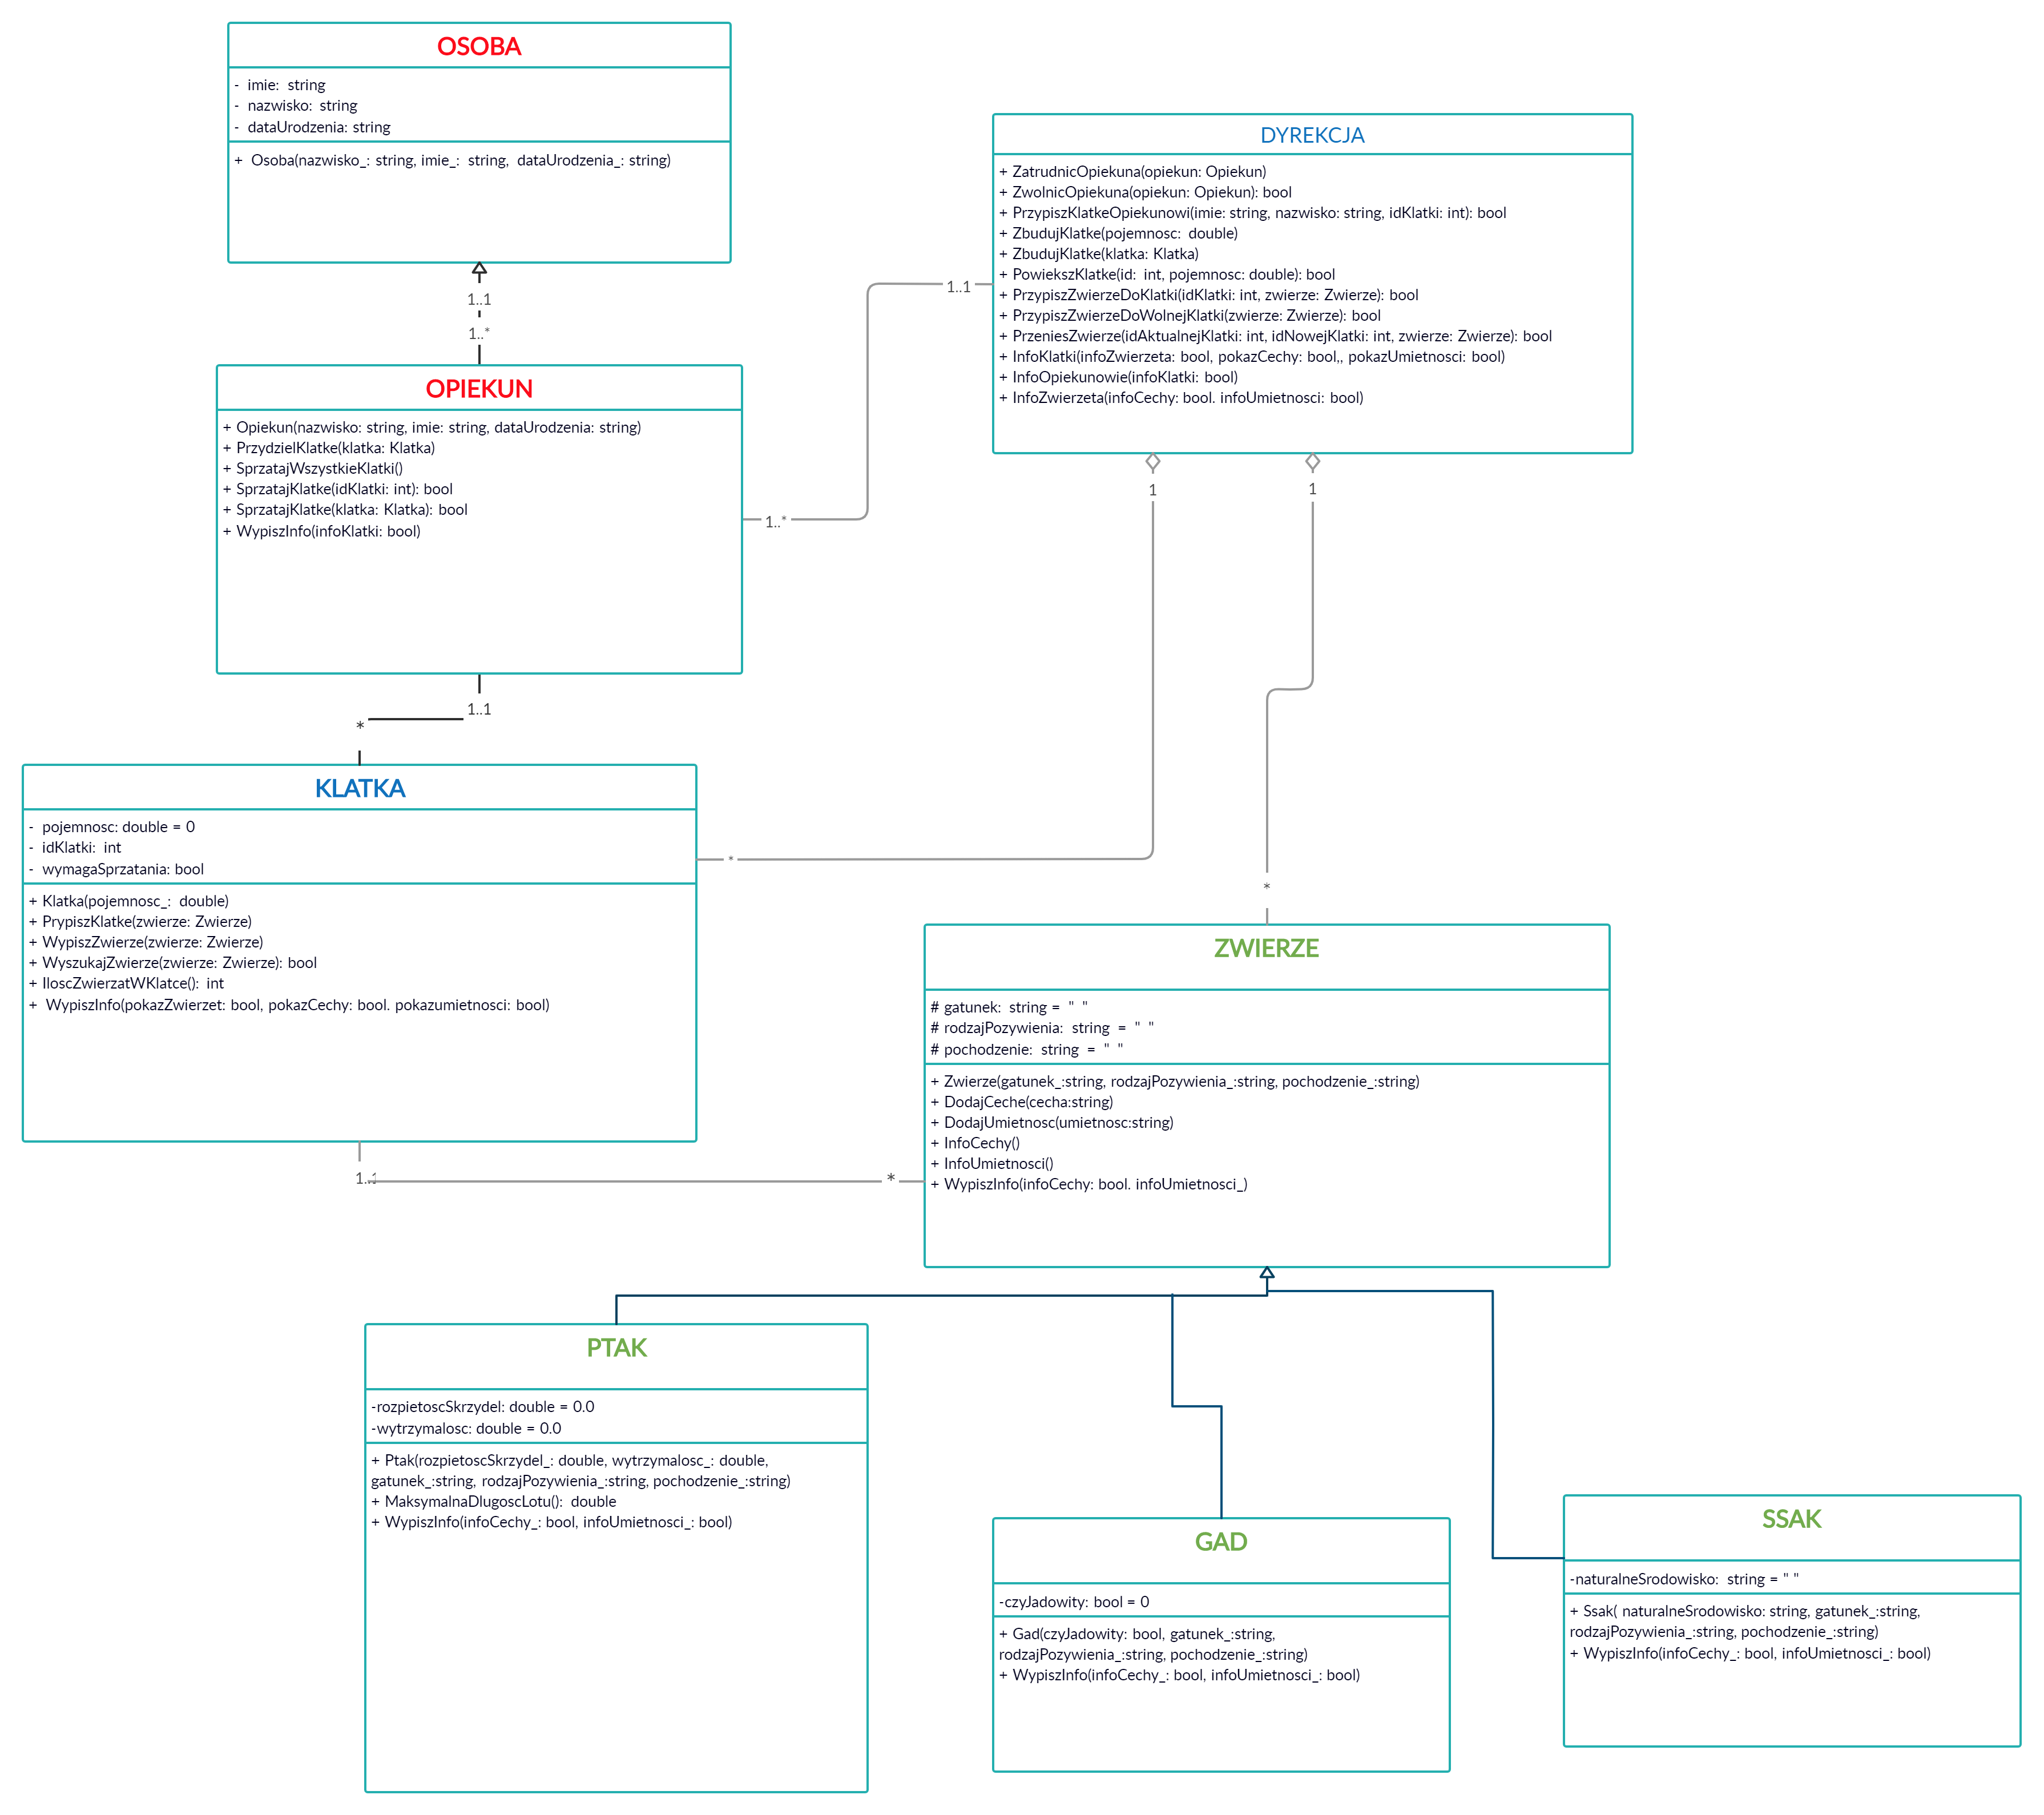 OSOBA
- imie: string
- nazwisko: string
- dataUrodzenia: string
+ Osoba(nazwisko_: string, imie_: string, dataUrodzenia_: string)
1..1
1..*
DYREKCJA
+ ZatrudnicOpiekuna(opiekun: Opiekun)
+ ZwolnicOpiekuna(opiekun: Opiekun): bool
+ PrzypiszKlatkeOpiekunowi(imie: string, nazwisko: string, idKlatki: int): bool
+ ZbudujKlatke(pojemnosc: double)
+ ZbudujKlatke(klatka: Klatka)
+ PowiekszKlatke(id: int, pojemnosc: double): bool
+ PrzypiszZwierzeDoKlatki(idKlatki: int, zwierze: Zwierze): bool
+ PrzypiszZwierzeDoWolnejKlatki(zwierze: Zwierze): bool
+ PrzeniesZwierze(idAktualnejKlatki: int, idNowejKlatki: int, zwierze: Zwierze): bool
+ InfoKlatki(infoZwierzeta: bool, pokazCechy: bool,, pokazUmietnosci: bool)
+ InfoOpiekunowie(infoKlatki: bool)
+ InfoZwierzeta(infoCechy: bool. infoUmietnosci: bool)
1..1
1..*
1
1
OPIEKUN
+ Opiekun(nazwisko: string, imie: string, dataUrodzenia: string)
+ PrzydzielKlatke(klatka: Klatka)
+ SprzatajWszystkieKlatki()
+ SprzatajKlatke(idKlatki: int): bool
+ SprzatajKlatke(klatka: Klatka): bool
+ WypiszInfo(infoKlatki: bool)
1..1
*
KLATKA
- pojemnosc: double = 0
- idKlatki: int
- wymagaSprzatania: bool
+ Klatka(pojemnosc_: double)
+ PrypiszKlatke(zwierze: Zwierze)
+ WypiszZwierze(zwierze: Zwierze)
+ WyszukajZwierze(zwierze: Zwierze): bool
+ IloscZwierzatWKlatce(): int
+ WypiszInfo(pokazZwierzet: bool, pokazCechy: bool. pokazumietnosci: bool)
*
*
1..1
*
ZWIERZE
# gatunek: string = " "
# rodzajPozywienia: string = " "
# pochodzenie: string = " "
+ Zwierze(gatunek_:string, rodzajPozywienia_:string, pochodzenie_:string)
+ DodajCeche(cecha:string)
+ DodajUmietnosc(umietnosc:string)
+ InfoCechy()
+ InfoUmietnosci()
+ WypiszInfo(infoCechy: bool. infoUmietnosci_)
PTAK
-rozpietoscSkrzydel: double = 0.0
-wytrzymalosc: double = 0.0
+ Ptak(rozpietoscSkrzydel_: double, wytrzymalosc_: double,
gatunek_:string, rodzajPozywienia_:string, pochodzenie_:string)
+ MaksymalnaDlugoscLotu(): double
+ WypiszInfo(infoCechy_: bool, infoUmietnosci_: bool)
GAD
-czyJadowity: bool = 0
+ Gad(czyJadowity: bool, gatunek_:string,
rodzajPozywienia_:string, pochodzenie_:string)
+ WypiszInfo(infoCechy_: bool, infoUmietnosci_: bool)
SSAK
-naturalneSrodowisko: string = " "
+ Ssak( naturalneSrodowisko: string, gatunek_:string,
rodzajPozywienia_:string, pochodzenie_:string)
+ WypiszInfo(infoCechy_: bool, infoUmietnosci_: bool)